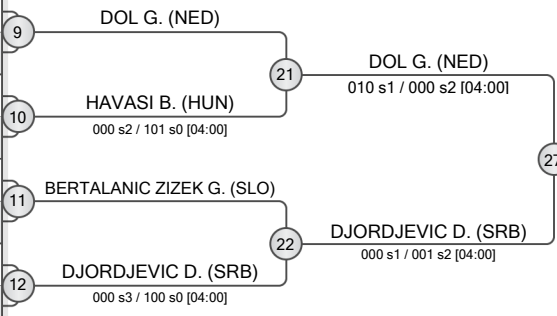 DOL G. (NED)
9
21
DOL G. (NED)
010 s1 / 000 s2 [04:00]
HAVASI B. (HUN)
10
000 s2 / 101 s0 [04:00]
27
BERTALANIC ZIZEK G. (SLO)
11
22
DJORDJEVIC D. (SRB)
000 s1 / 001 s2 [04:00]
DJORDJEVIC D. (SRB)
12
000 s3 / 100 s0 [04:00]